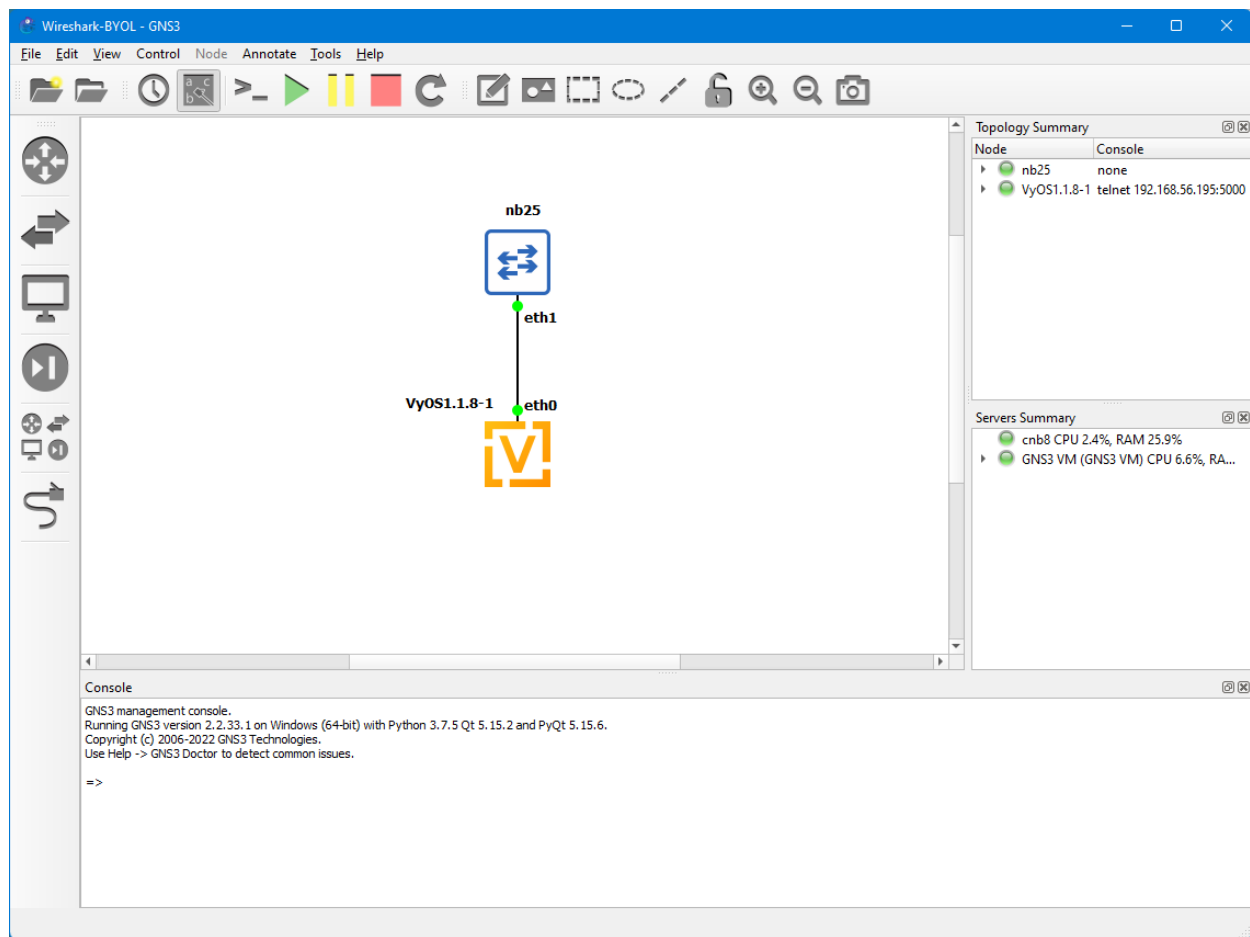 Wireshark-BYOL - GNS3
File Edit View Control Node Annotate Tools Help
nb25
eth1
VyOS1.1.8-1 eth0
Topology Summary
Node Console
nb25 none
VyOS1.1.8-1 telnet 192.168.56.195:5000
Servers Summary
cnb8 CPU 2.4%, RAM 25.9%
GNS3 VM (GNS3 VM) CPU 6.6%, RA...
Console
GNS3 management console.
Running GNS3 version 2.2.33.1 on Windows (64-bit) with Python 3.7.5 Qt 5.15.2 and PyQt 5.15.6.
Copyright (c) 2006-2022 GNS3 Technologies.
Use Help -> GNS3 Doctor to detect common issues.
=>